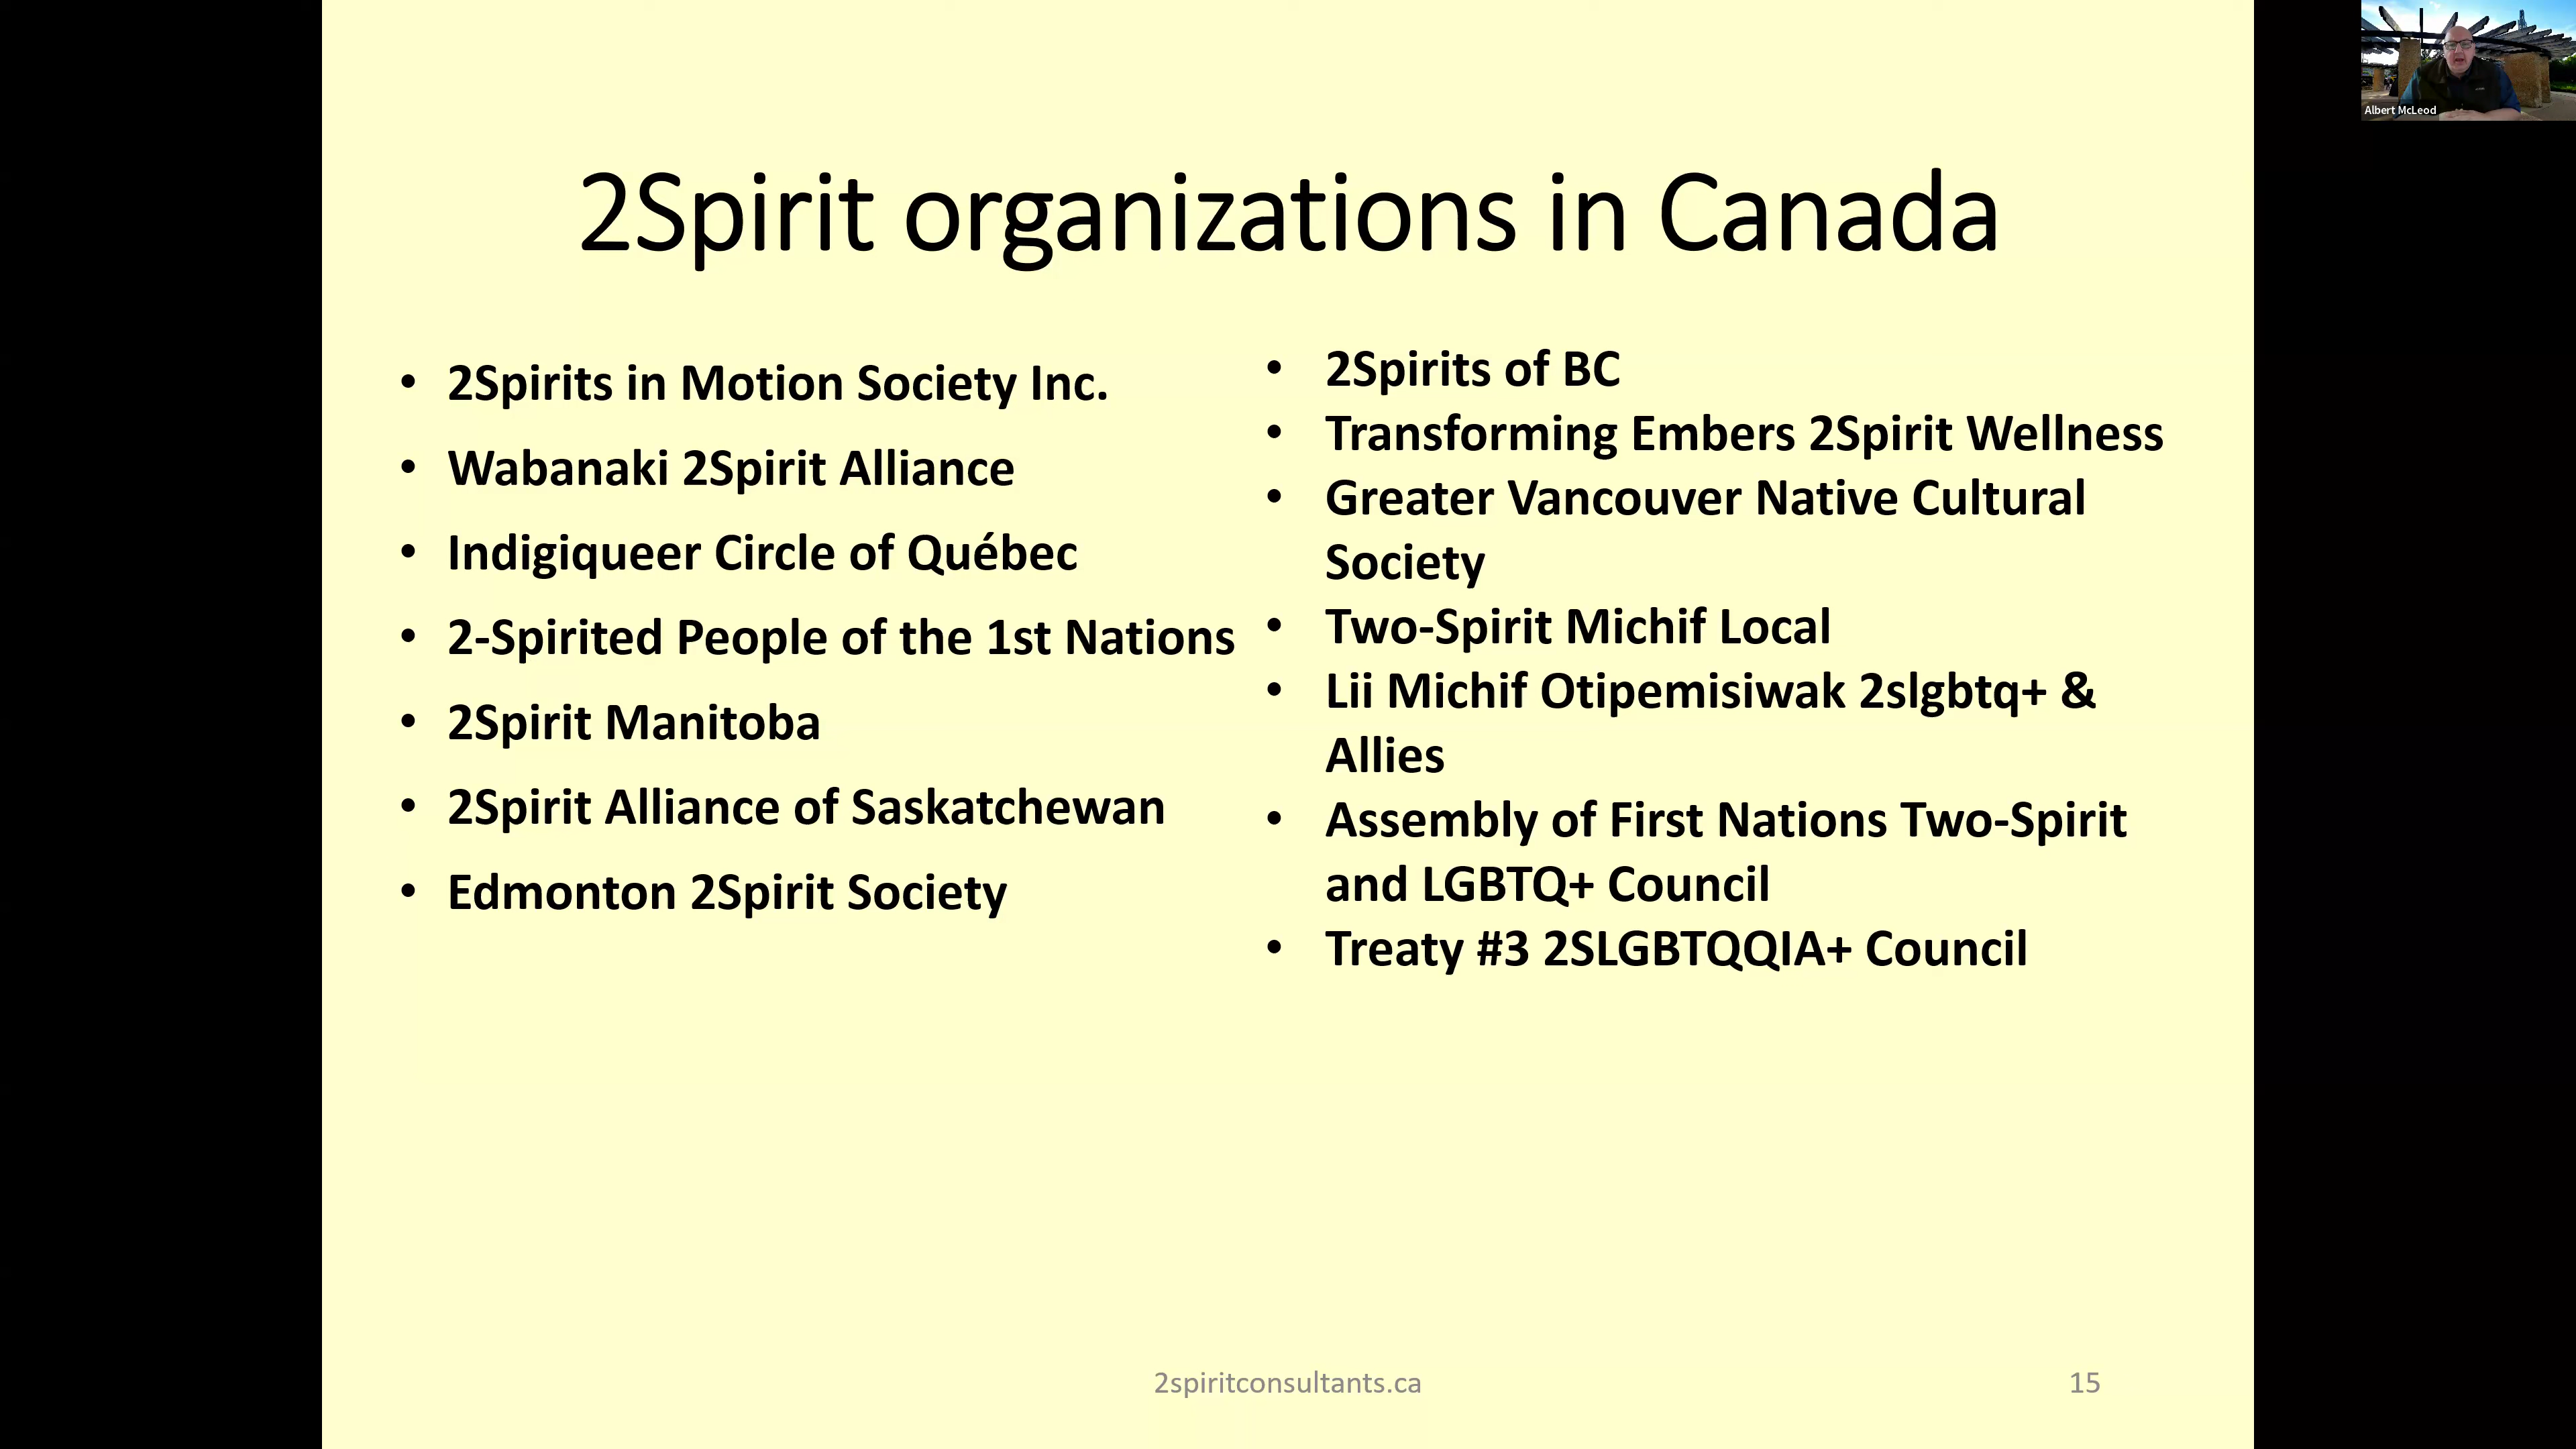 2Spirit organizations in Canada
• 2Spirits in Motion Society Inc.
• Wabanaki 2Spirit Alliance
• Indigiqueer Circle of Québec
• 2-Spirited People of the 1st Nations
• 2Spirit Manitoba
• 2Spirit Alliance of Saskatchewan
• Edmonton 2Spirit Society
• 2Spirits of BC
• Transforming Embers 2Spirit Wellness
• Greater Vancouver Native Cultural
Society
• Two-Spirit Michif Local
• Lii Michif Otipemisiwak 2slgbtq+ &
Allies
• Assembly of First Nations Two-Spirit
and LGBTQ+ Council
• Treaty #3 2SLGBTQQIA+ Council
2spiritconsultants.ca
15
Albert McLeod